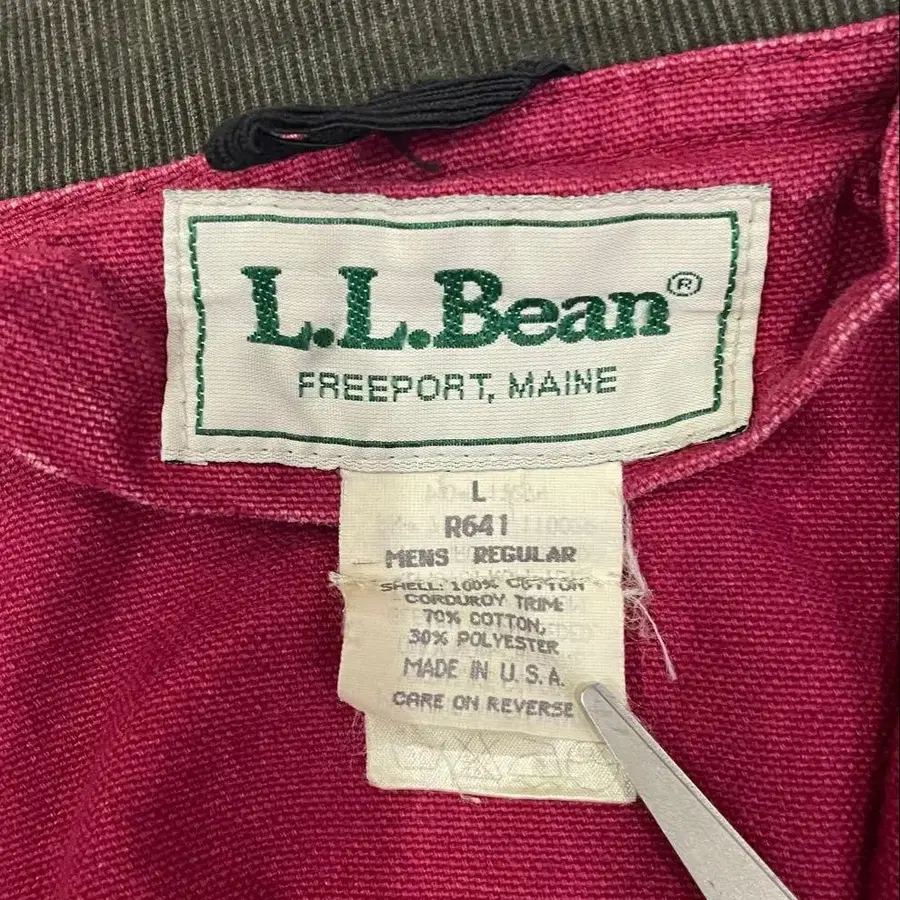 L.L.Bean®
FREEPORT, MAINE
L
R641
MENS REGULAR
SHELL: 100% COTTON
CORDUROY TRIM:
70% COTTON,
30% POLYESTER
MADE IN U.S.A.
CARE ON REVERSE